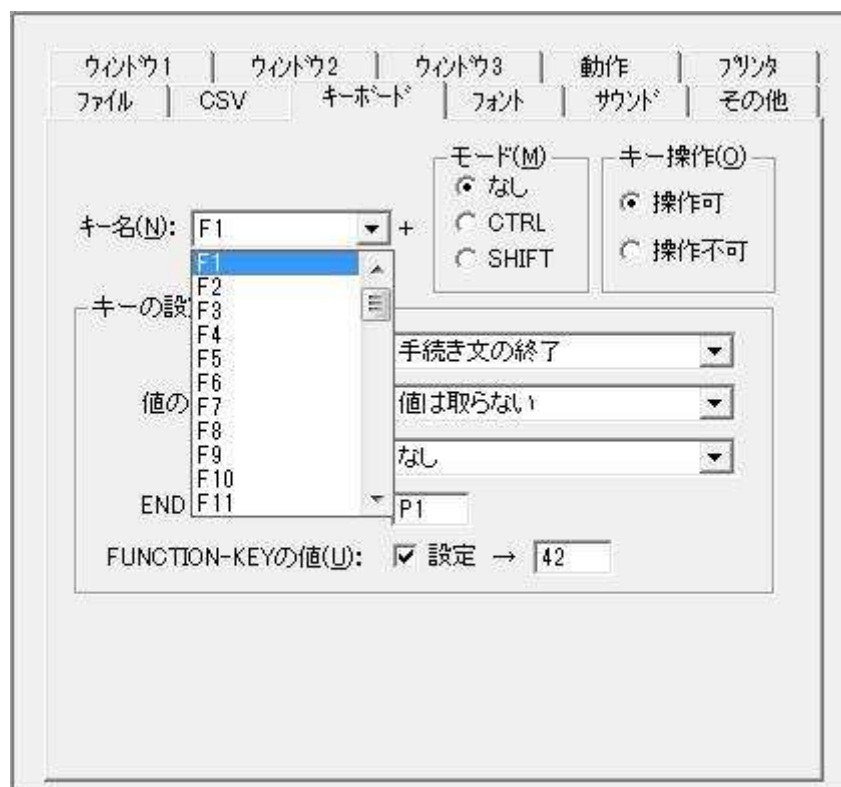 ウィンドウ1 ウィンドウ2 ウィンドウ3 動作 プリンタ
ファイル CSV キーボード フォント サウンド その他
モード(M)
なし
CTRL
SHIFT
キー操作(O)
操作可
操作不可
キー名(N): F1 +
F1
F2
F3
F4
F5
F6
F7
F8
F9
F10
F11
キーの設
手続き文の終了
値の 値は取らない
なし
END P1
FUNCTION-KEYの値(U): 設定 → 42